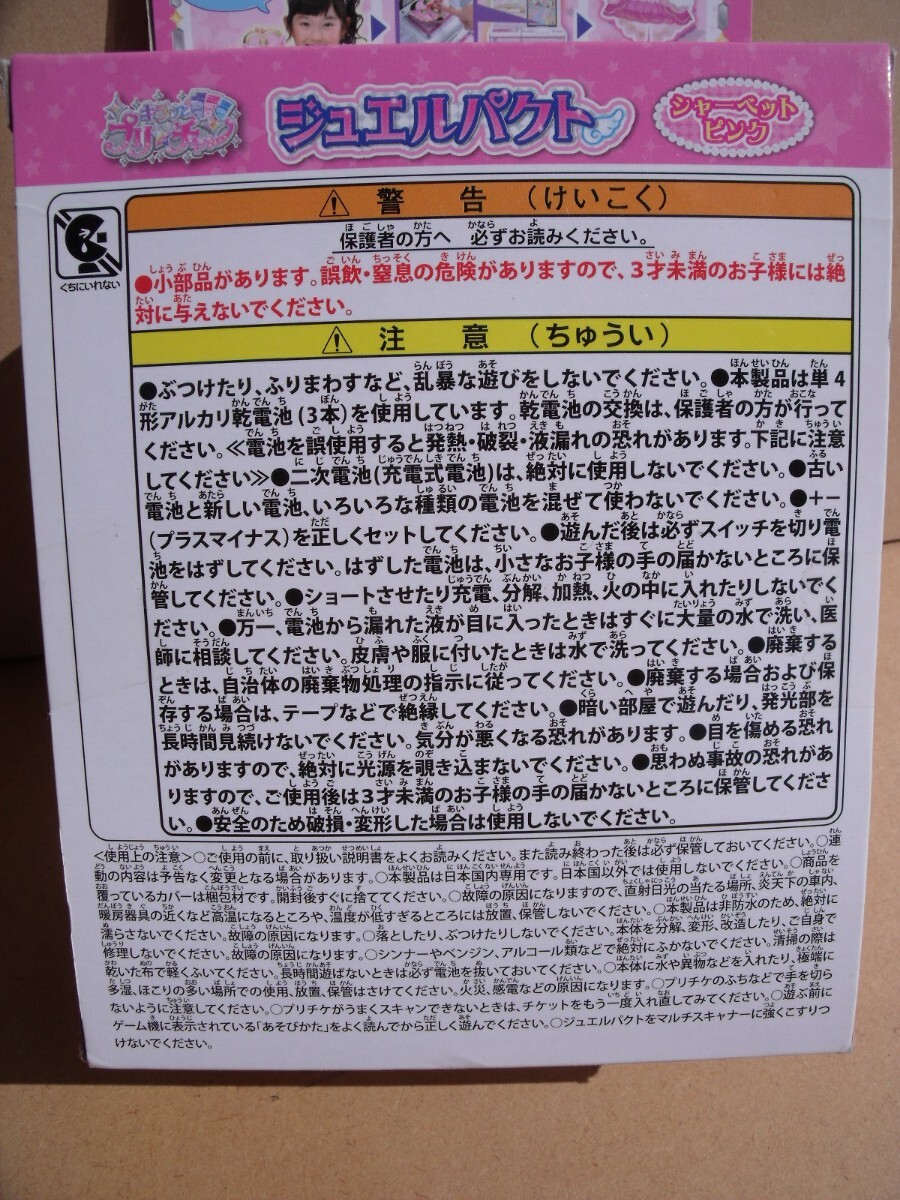 キラッとプリ☆チャン
ジュエルパクト
シャーベット
ピンク
警告（けいこく）
保護者の方へ 必ずお読みください。
くちにいれない
●小部品があります。誤飲・窒息の危険がありますので、3才未満のお子様には絶
対に与えないでください。
注意（ちゅうい）
●ぶつけたり、ふりまわすなど、乱暴な遊びをしないでください。●本製品は単4
形アルカリ乾電池(3本)を使用しています。乾電池の交換は、保護者の方が行って
ください。≪電池を誤使用すると発熱・破裂・液漏れの恐れがあります。下記に注意
してください≫●二次電池(充電式電池)は、絶対に使用しないでください。●古い
電池と新しい電池、いろいろな種類の電池を混ぜて使わないでください。●+−
(プラスマイナス)を正しくセットしてください。●遊んだ後は必ずスイッチを切り電
池をはずしてください。はずした電池は、小さなお子様の手の届かないところに保
管してください。●ショートさせたり充電、分解、加熱、火の中に入れたりしないでく
ださい。●万一、電池から漏れた液が目に入ったときはすぐに大量の水で洗い、医
師に相談してください。皮膚や服に付いたときは水で洗ってください。●廃棄する
ときは、自治体の廃棄物処理の指示に従ってください。●廃棄する場合および保
存する場合は、テープなどで絶縁してください。●暗い部屋で遊んだり、発光部を
長時間見続けないでください。気分が悪くなる恐れがあります。●目を傷める恐れ
がありますので、絶対に光源を覗き込まないでください。●思わぬ事故の恐れがあ
りますので、ご使用後は3才未満のお子様の手の届かないところに保管してくださ
い。●安全のため破損・変形した場合は使用しないでください。
<使用上の注意>○ご使用の前に、取り扱い説明書をよくお読みください。また読み終わった後は必ず保管しておいてください。○連
動の内容は予告なく変更となる場合があります。○本製品は日本国内専用です。日本国以外では使用しないでください。○商品を
覆っているカバーは梱包材です。開封後すぐに捨ててください。○故障の原因になりますので、直射日光の当たる場所、炎天下の車内、
暖房器具の近くなど高温になるところや、温度が低すぎるところには放置、保管しないでください。○本製品は非防水のため、絶対に
濡らさないでください。故障の原因になります。○落としたり、ぶつけたりしないでください。本体を分解、変形、改造したり、ご自身で
修理しないでください。故障の原因になります。○シンナーやベンジン、アルコール類などで絶対にふかないでください。清掃の際は
乾いた布で軽くふいてください。長時間遊ばないときは必ず電池を抜いておいてください。○本体に水や異物などを入れたり、極端に
多湿、ほこりの多い場所での使用、放置、保管はさけてください。火災、感電などの原因になります。○プリチケのふちなどで手を切ら
ないように注意してください。○プリチケがうまくスキャンできないときは、チケットをもう一度入れ直してみてください。○遊ぶ前に
ゲーム機に表示されている「あそびかた」をよく読んでから正しく遊んでください。○ジュエルパクトをマルチスキャナーに強くこすりつ
けないでください。